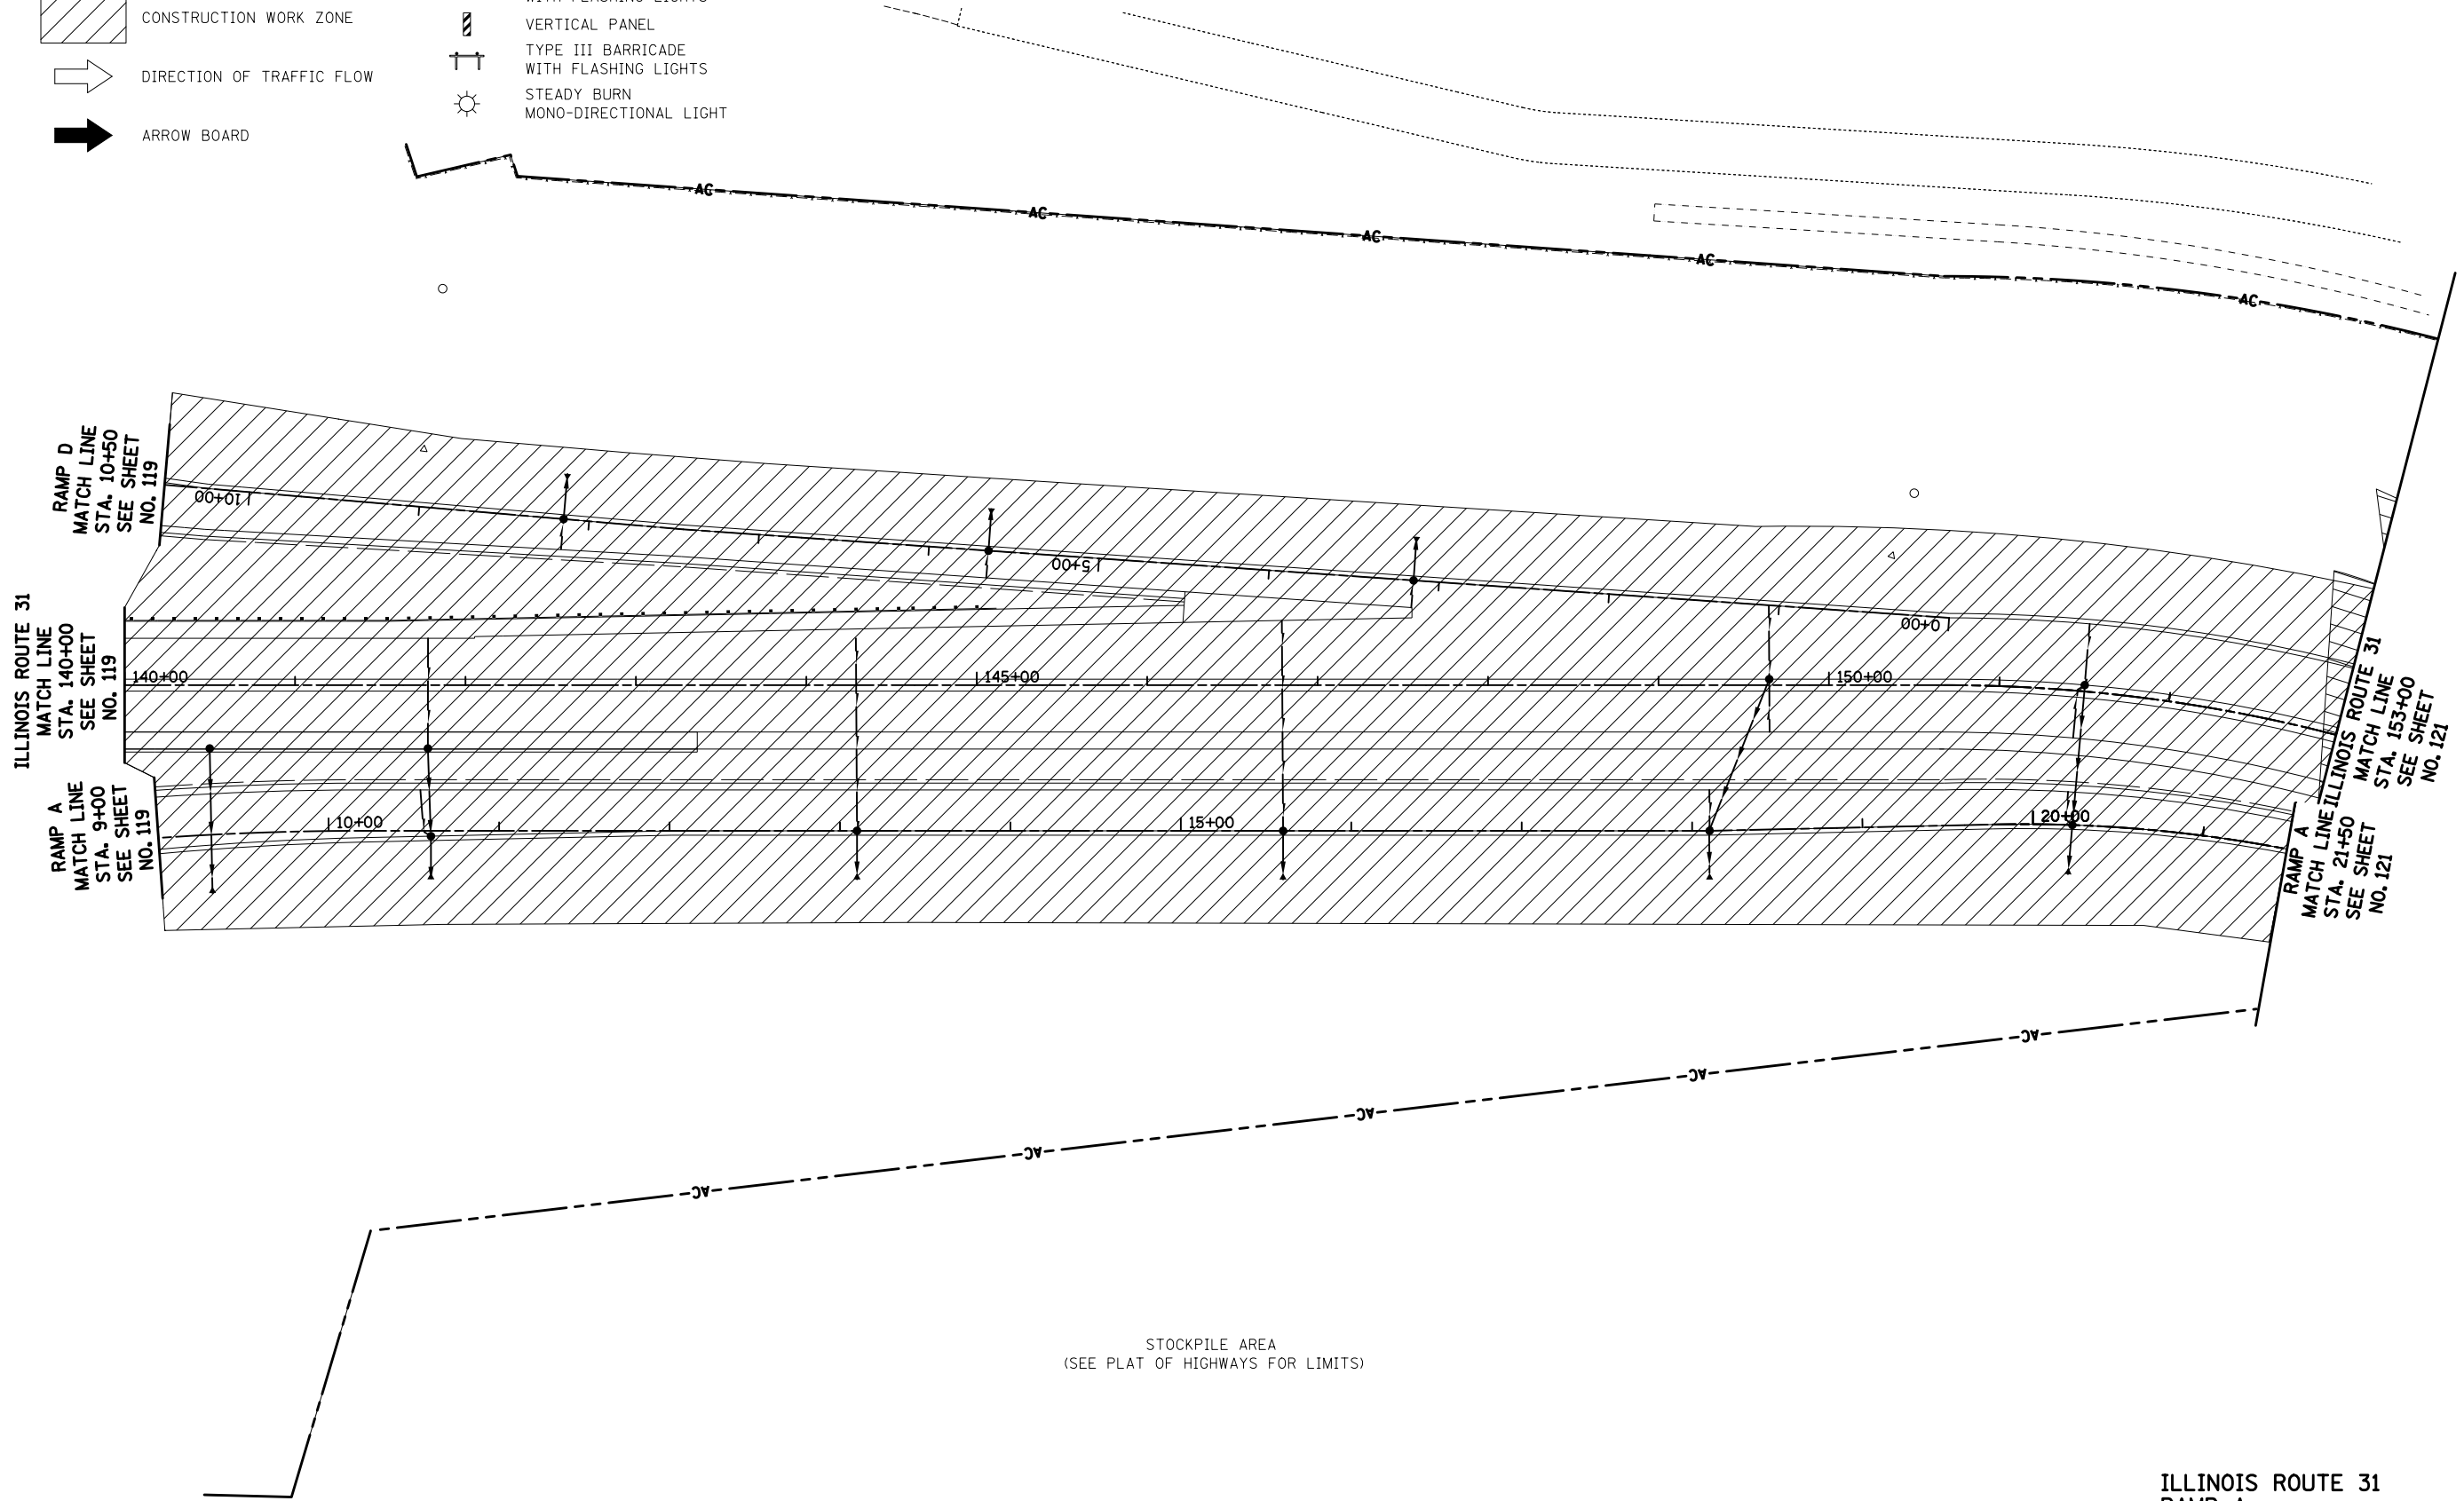 CONSTRUCTION WORK ZONE
DIRECTION OF TRAFFIC FLOW
ARROW BOARD
WITH FLASHING LIGHTS
VERTICAL PANEL
TYPE III BARRICADE
WITH FLASHING LIGHTS
STEADY BURN
MONO-DIRECTIONAL LIGHT
AC
AC
AC
AC
AC
RAMP D
MATCH LINE
STA. 10+50
SEE SHEET
NO. 119
10+00
5+00
0+00
ILLINOIS ROUTE 31
MATCH LINE
STA. 140+00
SEE SHEET
NO. 119
140+00
145+00
150+00
ILLINOIS ROUTE 31
MATCH LINE
STA. 153+00
SEE SHEET
NO. 121
RAMP A
MATCH LINE
STA. 9+00
SEE SHEET
NO. 119
10+00
15+00
20+00
RAMP A
MATCH LINE
STA. 21+50
SEE SHEET
NO. 121
AC
AC
AC
AC
AC
STOCKPILE AREA
(SEE PLAT OF HIGHWAYS FOR LIMITS)
ILLINOIS ROUTE 31
RAMP A